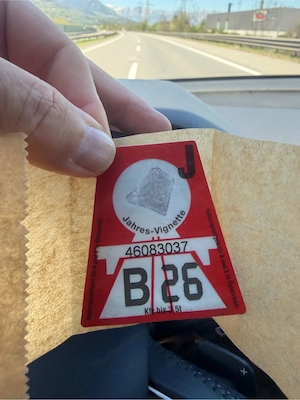 J
Jahres-Vignette
46083037
B 26
Kfz bis 3,5t